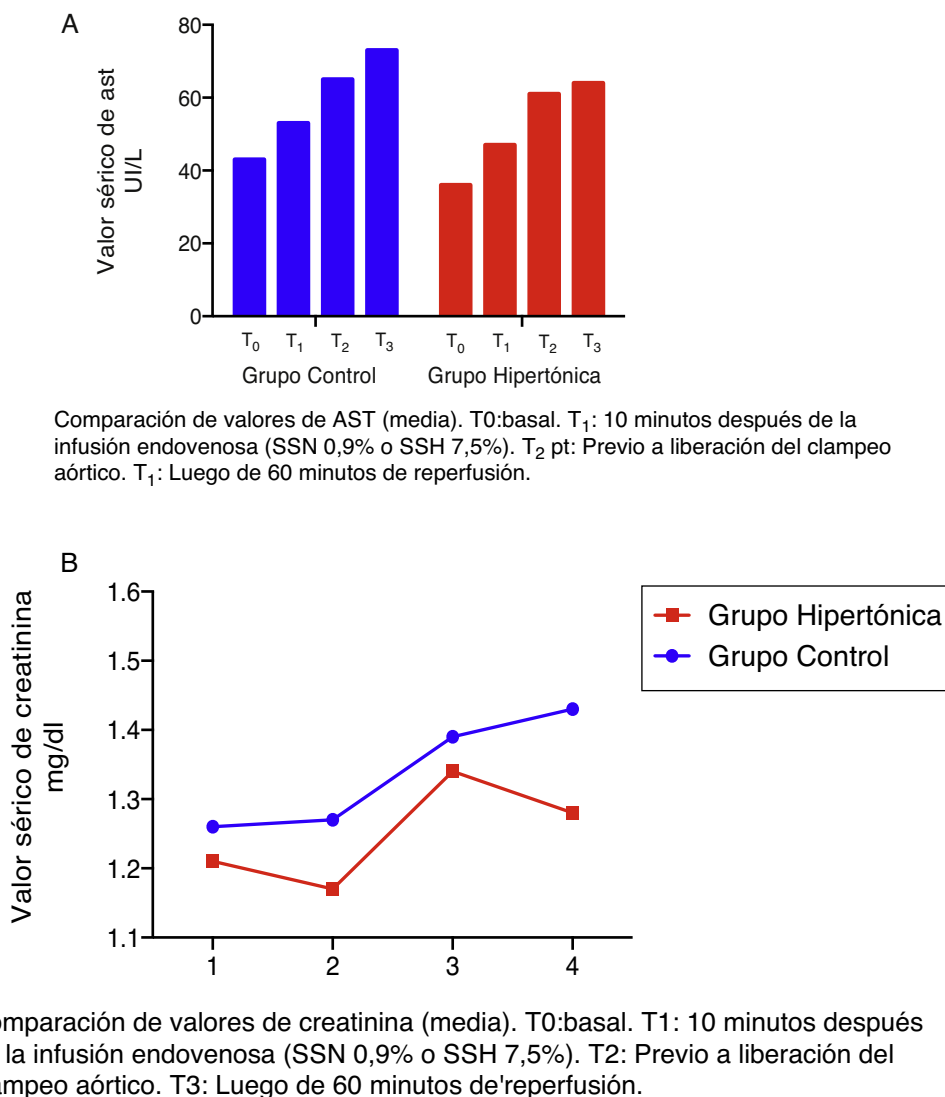 A
Valor sérico de ast
UI/L
80
60
40
20
0
T0 T1 T2 T3 T0 T1 T2 T3
Grupo Control Grupo Hipertónica
Comparación de valores de AST (media). T0:basal. T1: 10 minutos después de la
infusión endovenosa (SSN 0,9% o SSH 7,5%). T2 pt: Previo a liberación del clampeo
aórtico. T1: Luego de 60 minutos de reperfusión.
B
Valor sérico de creatinina
mg/dl
1.6
1.5
1.4
1.3
1.2
1.1
1 2 3 4
Grupo Hipertónica
Grupo Control
omparación de valores de creatinina (media). T0:basal. T1: 10 minutos después
la infusión endovenosa (SSN 0,9% o SSH 7,5%). T2: Previo a liberación del
ampeo aórtico. T3: Luego de 60 minutos de'reperfusión.